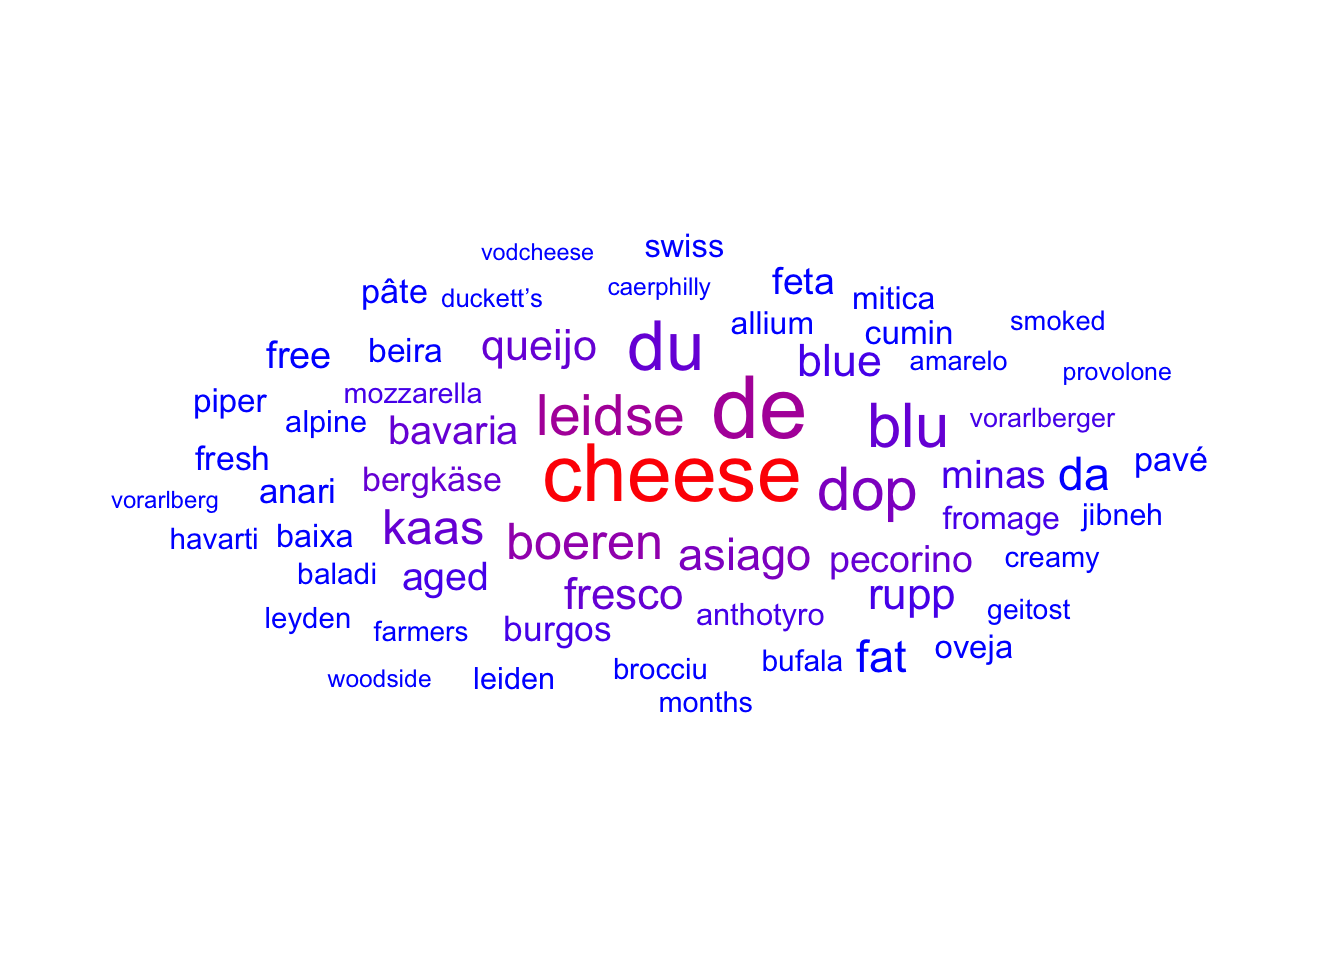 swiss
vodcheese
feta
caerphilly
pâte
duckett’s
mitica
smoked
allium
cumin
queijo
du
beira
free
blue
amarelo
provolone
mozzarella
piper
de
leidse
vorarlberger
alpine
blu
bavaria
fresh
pavé
cheese
da
minas
bergkäse
anari
dop
vorarlberg
jibneh
fromage
kaas
baixa
havarti
boeren
asiago
creamy
pecorino
baladi
aged
fresco
rupp
geitost
anthotyro
leyden
burgos
farmers
oveja
fat
bufala
brocciu
leiden
woodside
months